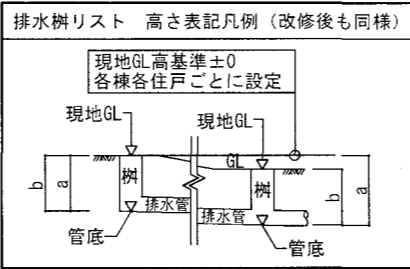 排水桝リスト 高さ表記凡例(改修後も同様)
現地GL高基準±0
各棟各住戸ごとに設定
現地GL
現地GL
GL
b
a
桝
桝
b
a
排水管
排水管
管底
管底